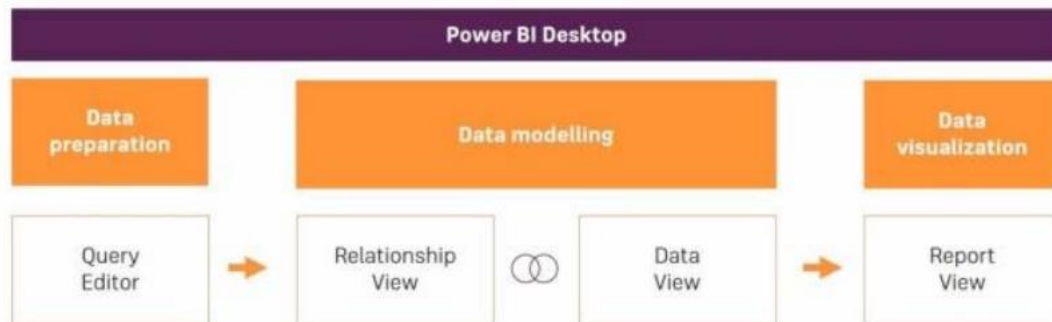 Power BI Desktop
Data
preparation
Data modelling
Data
visualization
Query
Editor
Relationship
View
Data
View
Report
View